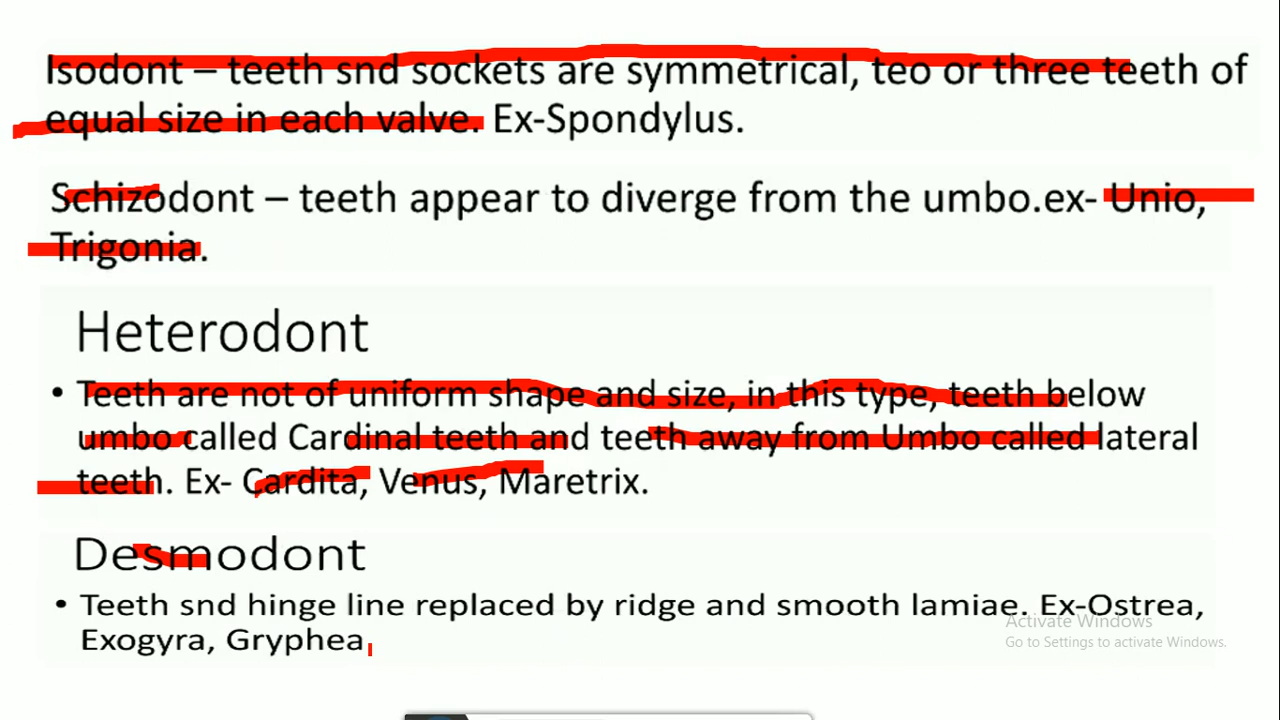 Isodont – teeth snd sockets are symmetrical, teo or three teeth of
equal size in each valve. Ex-Spondylus.
Schizodont – teeth appear to diverge from the umbo.ex- Unio,
Trigonia.
Heterodont
• Teeth are not of uniform shape and size, in this type, teeth below
umbo called Cardinal teeth and teeth away from Umbo called lateral
teeth. Ex- Cardita, Venus, Maretrix.
Desmodont
• Teeth snd hinge line replaced by ridge and smooth lamiae. Ex-Ostrea,
Exogyra, Gryphea
Activate Windows
Go to Settings to activate Windows.